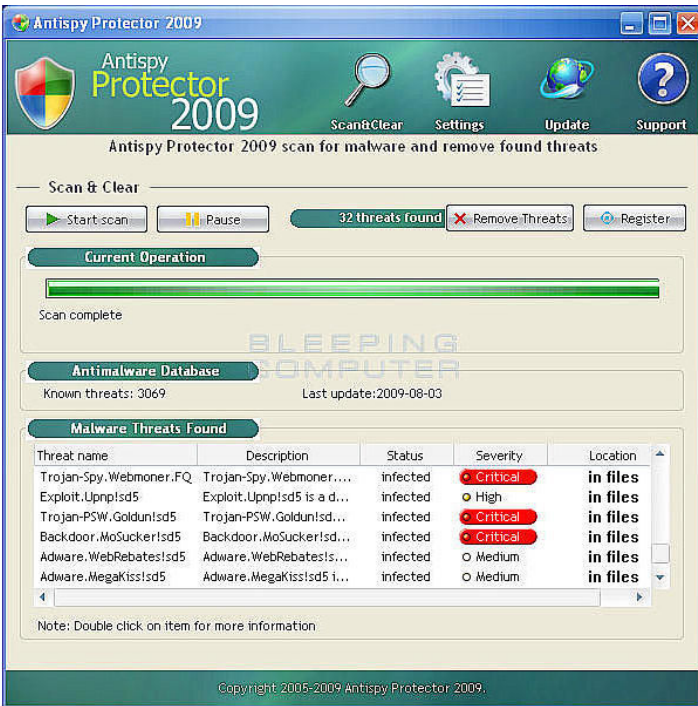 Antispy Protector 2009
Antispy
Protector
2009
Scan&Clear Settings Update Support
Antispy Protector 2009 scan for malware and remove found threats
Scan & Clear
Start scan Pause 32 threats found Remove Threats Register
Current Operation
Scan complete
BLEEPING
COMPUTER
Antimalware Database
Known threats: 3069 Last update:2009-08-03
Malware Threats Found
Threat name Description Status Severity Location
Trojan-Spy.Webmoner.FQ Trojan-Spy.Webmoner.... infected Critical in files
Exploit.Upnp!sd5 Exploit.Upnp!sd5 is a d... infected High in files
Trojan-PSW.Goldun!sd5 Trojan-PSW.Goldun!sd... infected Critical in files
Backdoor.MoSucker!sd5 Backdoor.MoSucker!sd... infected Critical in files
Adware.WebRebates!sd5 Adware.WebRebates!s... infected Medium in files
Adware.MegaKiss!sd5 Adware.MegaKiss!sd5 i... infected Medium in files
Note: Double click on item for more information
Copyright 2005-2009 Antispy Protector 2009.